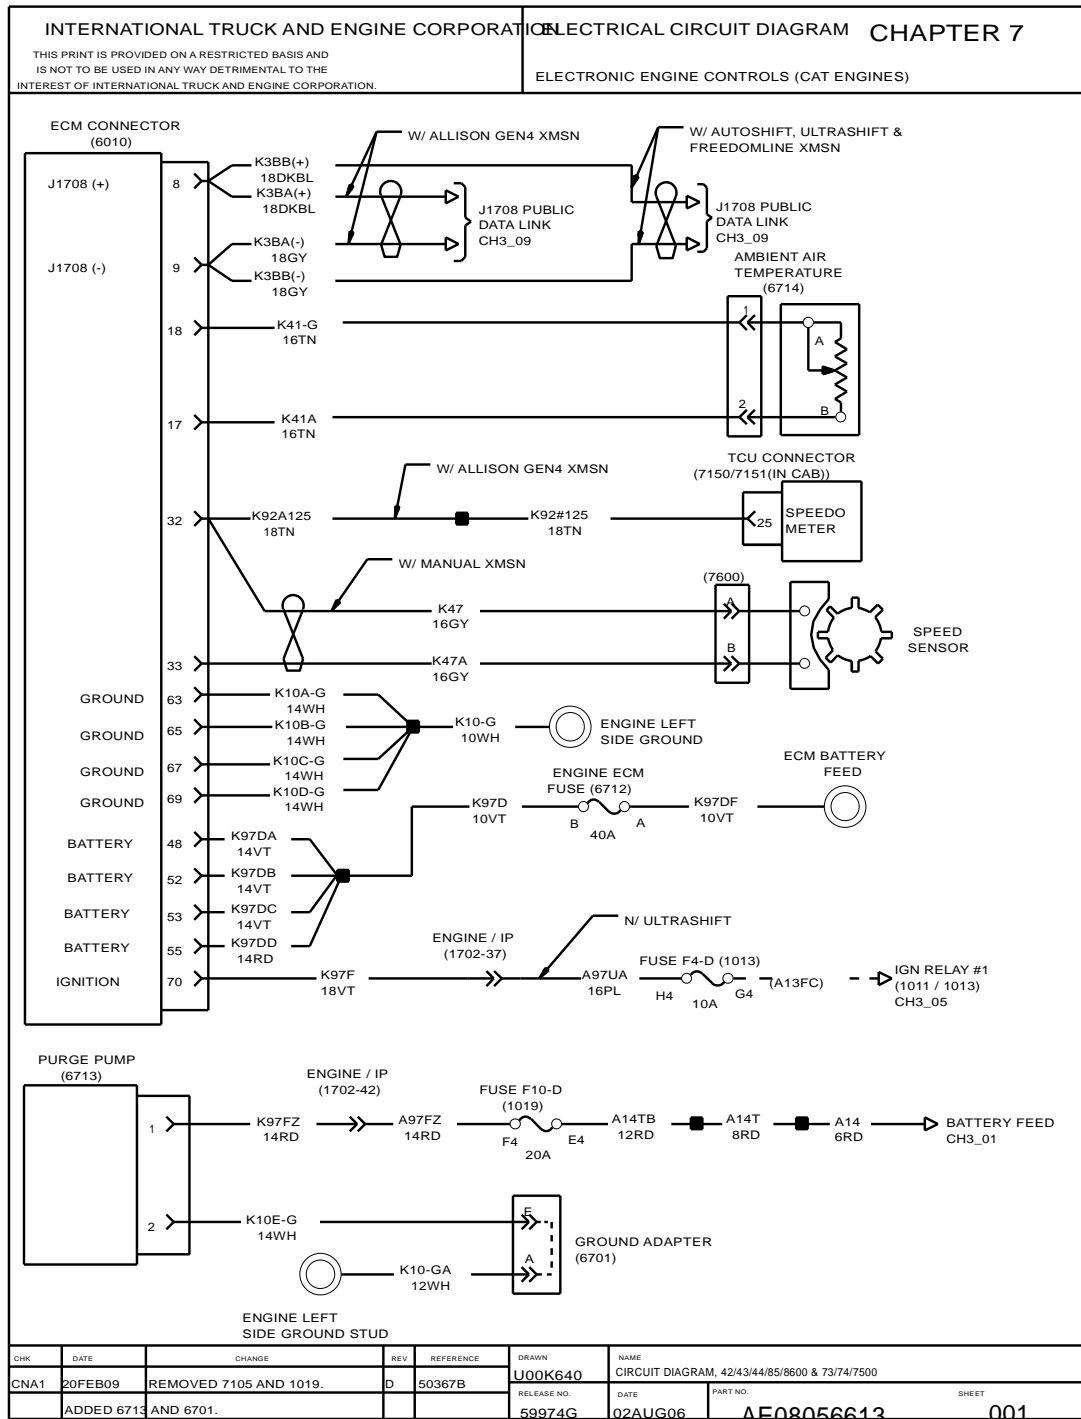 INTERNATIONAL TRUCK AND ENGINE CORPORATION
THIS PRINT IS PROVIDED ON A RESTRICTED BASIS AND
IS NOT TO BE USED IN ANY WAY DETRIMENTAL TO THE
INTEREST OF INTERNATIONAL TRUCK AND ENGINE CORPORATION.
ELECTRICAL CIRCUIT DIAGRAM
CHAPTER 7
ELECTRONIC ENGINE CONTROLS (CAT ENGINES)
ECM CONNECTOR
(6010)
W/ ALLISON GEN4 XMSN
W/ AUTOSHIFT, ULTRASHIFT &
FREEDOMLINE XMSN
J1708 (+)
8
K3BB(+)
18DKBL
K3BA(+)
18DKBL
J1708 PUBLIC
DATA LINK
CH3_09
J1708 PUBLIC
DATA LINK
CH3_09
J1708 (-)
9
K3BA(-)
18GY
K3BB(-)
18GY
AMBIENT AIR
TEMPERATURE
(6714)
18
K41-G
16TN
1
A
17
K41A
16TN
2
B
W/ ALLISON GEN4 XMSN
TCU CONNECTOR
(7150/7151(IN CAB))
32
K92A125
18TN
K92#125
18TN
25
SPEEDO
METER
W/ MANUAL XMSN
(7600)
K47
16GY
A
33
K47A
16GY
B
SPEED
SENSOR
GROUND
63
K10A-G
14WH
GROUND
65
K10B-G
14WH
K10-G
10WH
ENGINE LEFT
SIDE GROUND
GROUND
67
K10C-G
14WH
GROUND
69
K10D-G
14WH
ENGINE ECM
FUSE (6712)
ECM BATTERY
FEED
K97D
10VT
B
40A
A
K97DF
10VT
BATTERY
48
K97DA
14VT
BATTERY
52
K97DB
14VT
BATTERY
53
K97DC
14VT
BATTERY
55
K97DD
14RD
ENGINE / IP
(1702-37)
N/ ULTRASHIFT
IGNITION
70
K97F
18VT
A97UA
16PL
FUSE F4-D (1013)
H4
10A
G4
(A13FC)
IGN RELAY #1
(1011 / 1013)
CH3_05
PURGE PUMP
(6713)
ENGINE / IP
(1702-42)
FUSE F10-D
(1019)
1
K97FZ
14RD
A97FZ
14RD
F4
20A
E4
A14TB
12RD
A14T
8RD
A14
6RD
BATTERY FEED
CH3_01
2
K10E-G
14WH
E
A
GROUND ADAPTER
(6701)
K10-GA
12WH
ENGINE LEFT
SIDE GROUND STUD
CHK DATE CHANGE REV REFERENCE
CNA1 20FEB09 REMOVED 7105 AND 1019. D 50367B
ADDED 6713 AND 6701.
DRAWN
U00K640
NAME
CIRCUIT DIAGRAM, 42/43/44/85/8600 & 73/74/7500
RELEASE NO.
59974G
DATE
02AUG06
PART NO.
AE08056613
SHEET
001